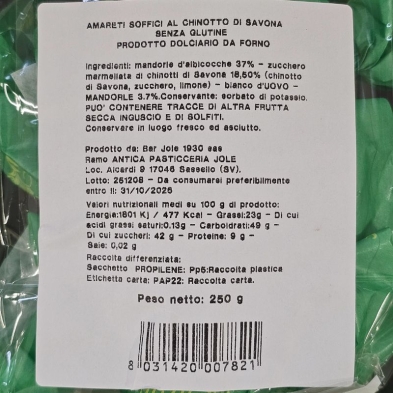 AMARETI SOFFICI AL CHINOTTO DI SAVONA
SENZA GLUTINE
PRODOTTO DOLCIARIO DA FORNO
Ingredienti: mandorle d'albicocche 37% - zucchero
marmellata di chinotti di Savona 18,50% (chinotto
di Savona, zucchero, limone) - bianco d'UOVO -
MANDORLE 3.7%.Conservante: sorbato di potassio.
PUO' CONTENERE TRACCE DI ALTRA FRUTTA
SECCA INGUSCIO E DI SOLFITI.
Conservare in luogo fresco ed asciutto.
Prodotto da: Bar Jole 1930 sas
Ramo ANTICA PASTICCERIA JOLE
Loc. Aicardi 9 17046 Sassello (SV).
Lotto: 251208 - Da consumarsi preferibilmente
entro il: 31/10/2026
Valori nutrizionali medi su 100 g di prodotto:
Energia:1801 Kj / 477 Kcal - Grassi:23g - Di cui
acidi grassi saturi:0.13g - Carboidrati:49 g -
Di cui zuccheri: 42 g - Proteine: 9 g -
Sale: 0,02 g
Raccolta differenziata:
Sacchetto PROPILENE: Pp5:Raccolta plastica
Etichetta carta: PAP22: Raccolta carta.
Peso netto: 250 g
8 031420 007821